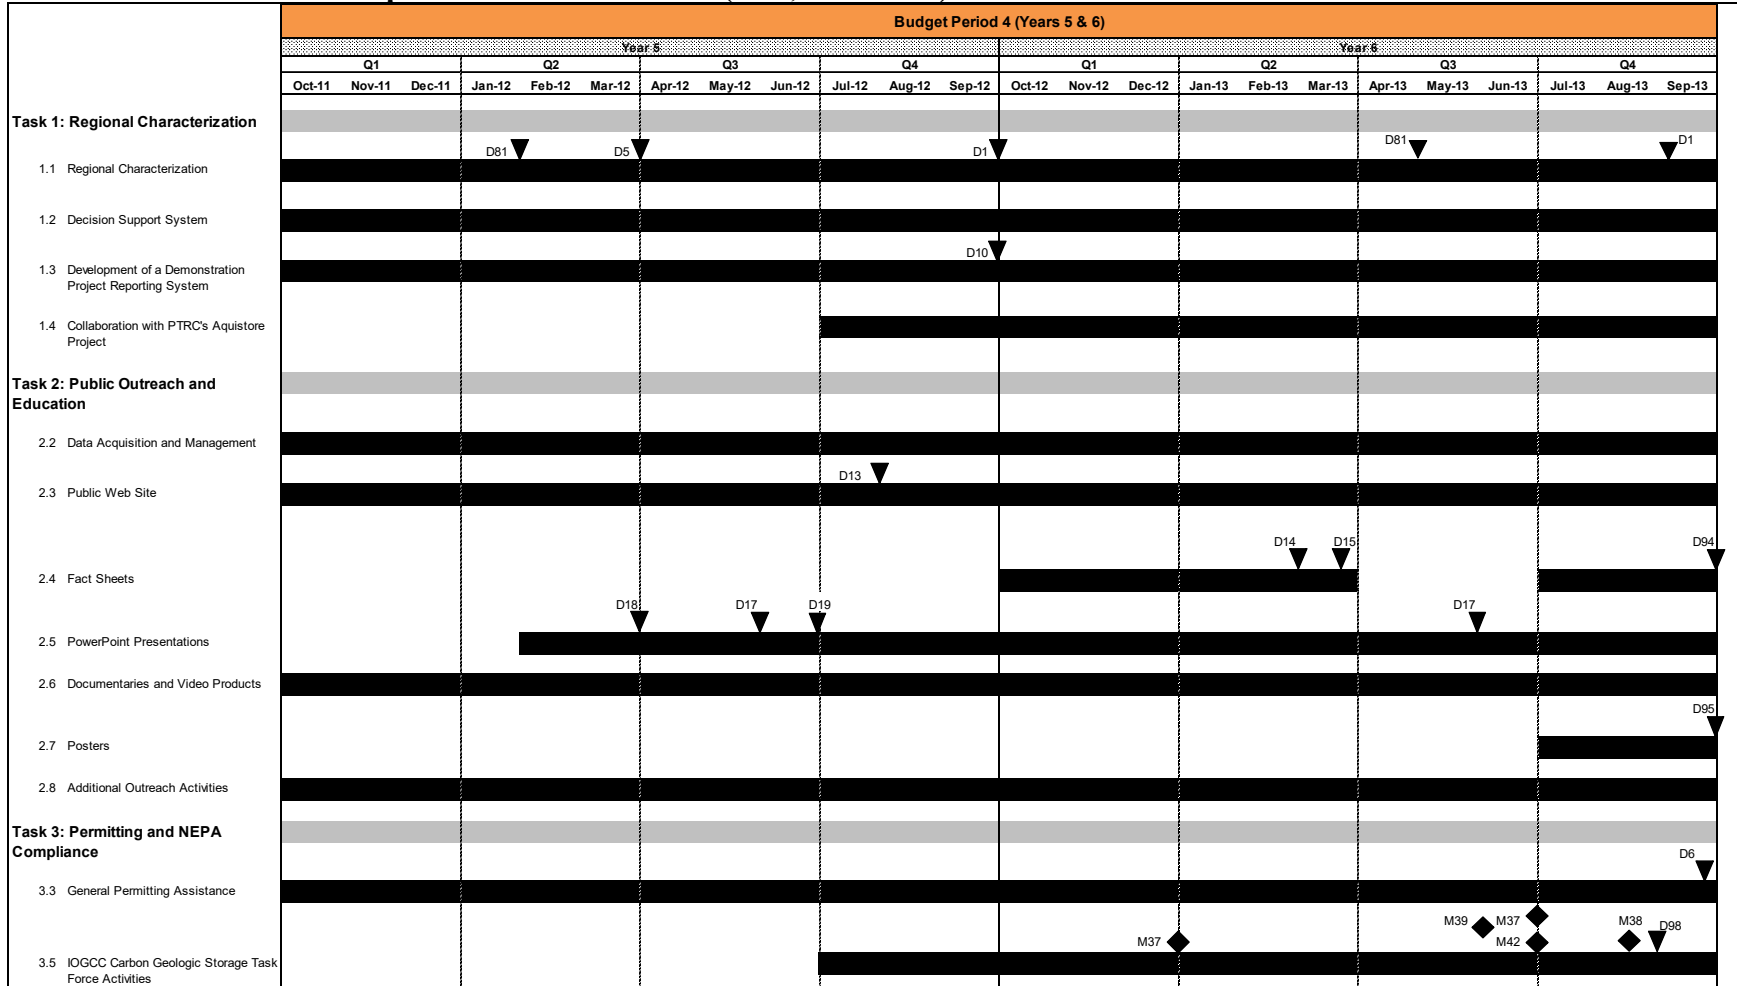 Budget Period 4 (Years 5 & 6)
Year 5 Year 6
Q1 Q2 Q3 Q4 Q1 Q2 Q3 Q4
Oct-11 Nov-11 Dec-11 Jan-12 Feb-12 Mar-12 Apr-12 May-12 Jun-12 Jul-12 Aug-12 Sep-12 Oct-12 Nov-12 Dec-12 Jan-13 Feb-13 Mar-13 Apr-13 May-13 Jun-13 Jul-13 Aug-13 Sep-13
Task 1: Regional Characterization
D81 D5 D1 D81 D1
1.1 Regional Characterization
1.2 Decision Support System
D10
1.3 Development of a Demonstration
Project Reporting System
1.4 Collaboration with PTRC's Aquistore
Project
Task 2: Public Outreach and
Education
2.2 Data Acquisition and Management
D13
2.3 Public Web Site
D14 D15 D94
2.4 Fact Sheets
D18 D17 D19 D17
2.5 PowerPoint Presentations
2.6 Documentaries and Video Products
D95
2.7 Posters
2.8 Additional Outreach Activities
Task 3: Permitting and NEPA
Compliance
D6
3.3 General Permitting Assistance
M39 M37 M38 D98
M37 M42
3.5 IOGCC Carbon Geologic Storage Task
Force Activities